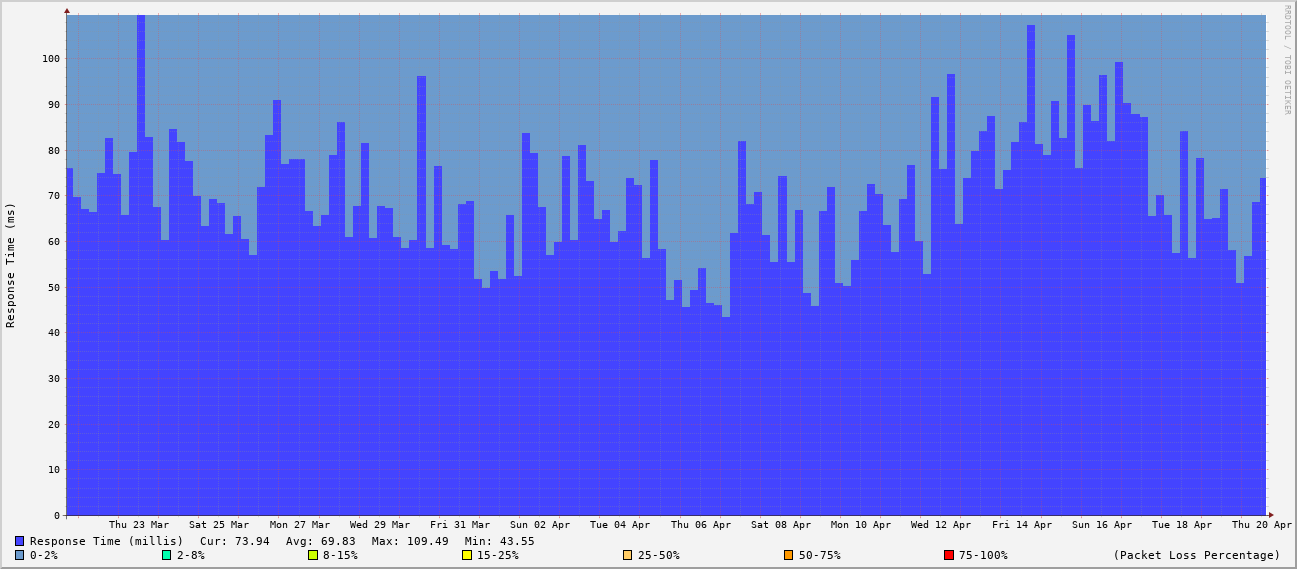 RRDTOOL / TOBI OETIKER
Response Time (ms)
100
90
80
70
60
50
40
30
20
10
0
Thu 23 Mar Sat 25 Mar Mon 27 Mar Wed 29 Mar Fri 31 Mar Sun 02 Apr Tue 04 Apr Thu 06 Apr Sat 08 Apr Mon 10 Apr Wed 12 Apr Fri 14 Apr Sun 16 Apr Tue 18 Apr Thu 20 Apr
Response Time (millis) Cur: 73.94 Avg: 69.83 Max: 109.49 Min: 43.55
0-2% 2-8% 8-15% 15-25% 25-50% 50-75% 75-100% (Packet Loss Percentage)